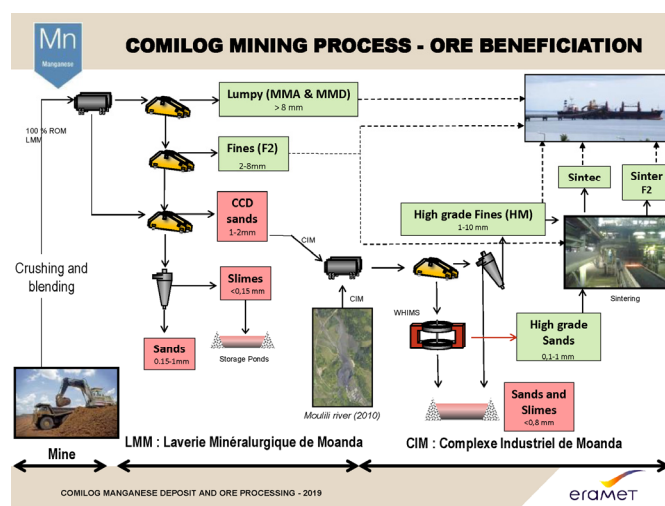 Mn
Manganese
COMILOG MINING PROCESS - ORE BENEFICIATION
100 % ROM
LMM
Lumpy (MMA & MMD)
> 8 mm
Fines (F2)
2-8mm
CCD
sands
1-2mm
CIM
High grade Fines (HM)
1-10 mm
Sintec
Sinter
F2
Crushing and
blending
Slimes
<0,15 mm
CIM
WHIMS
Sintering
High grade
Sands
0,1-1 mm
Sands
0.15-1mm
Storage Ponds
Moulili river (2010)
Sands and
Slimes
<0,8 mm
Mine
LMM : Laverie Minéralurgique de Moanda
CIM : Complexe Industriel de Moanda
COMILOG MANGANESE DEPOSIT AND ORE PROCESSING - 2019
eramet